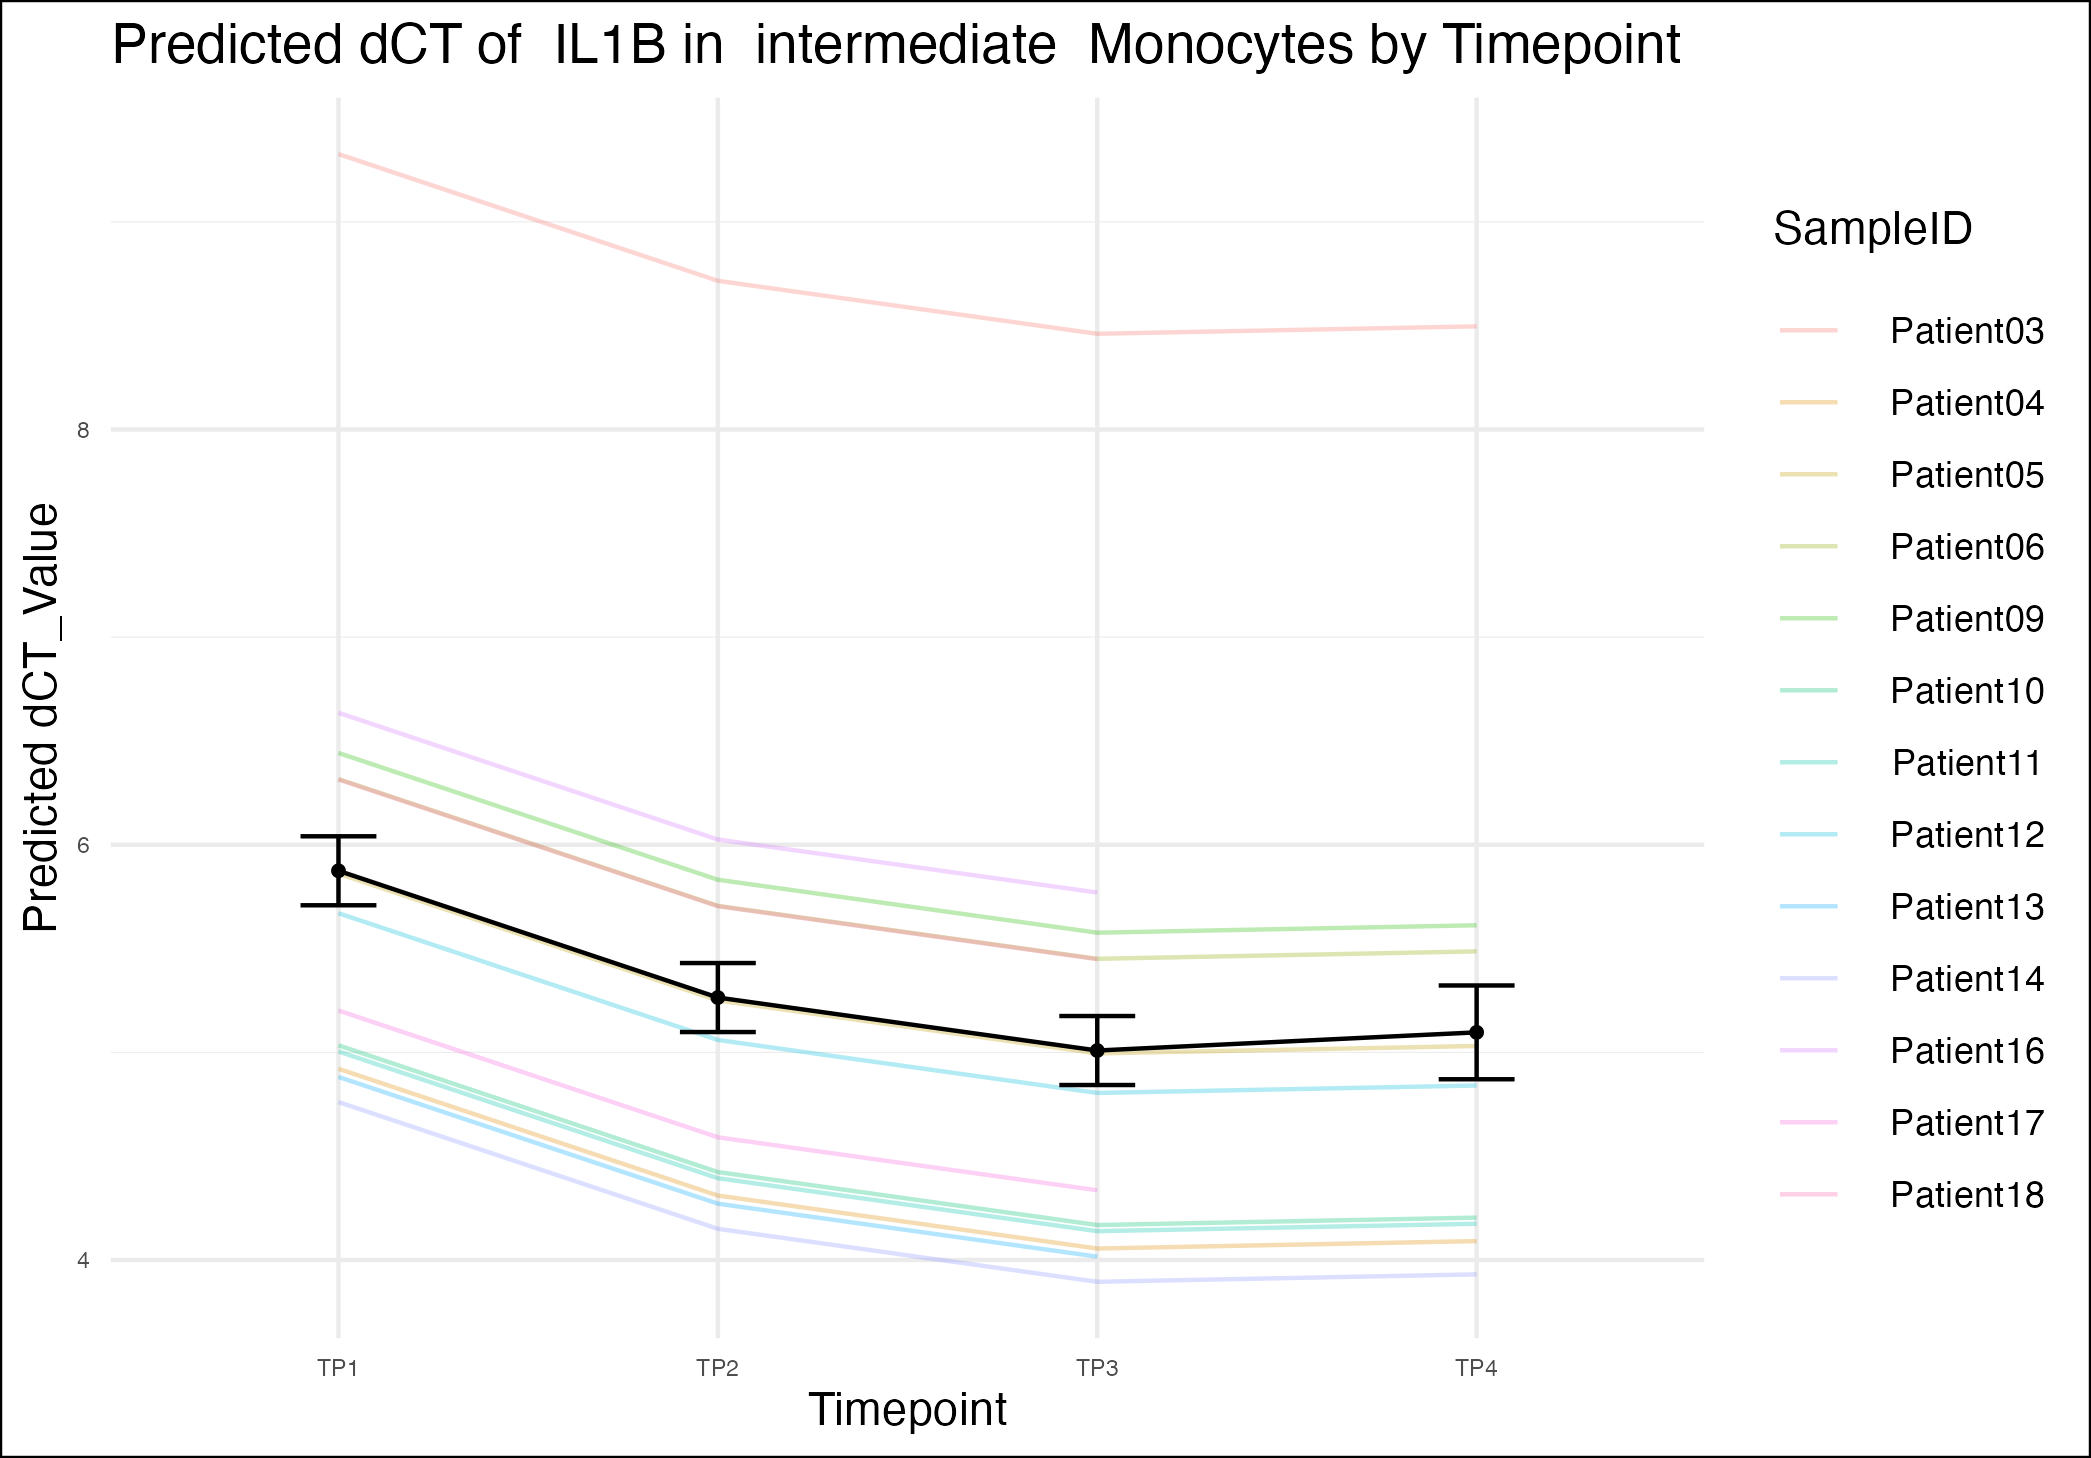 Predicted dCT of  IL1B in  intermediate  Monocytes by Timepoint
Predicted dCT_Value
8
6
4
TP1
TP2
TP3
TP4
Timepoint
SampleID
Patient03
Patient04
Patient05
Patient06
Patient09
Patient10
Patient11
Patient12
Patient13
Patient14
Patient16
Patient17
Patient18